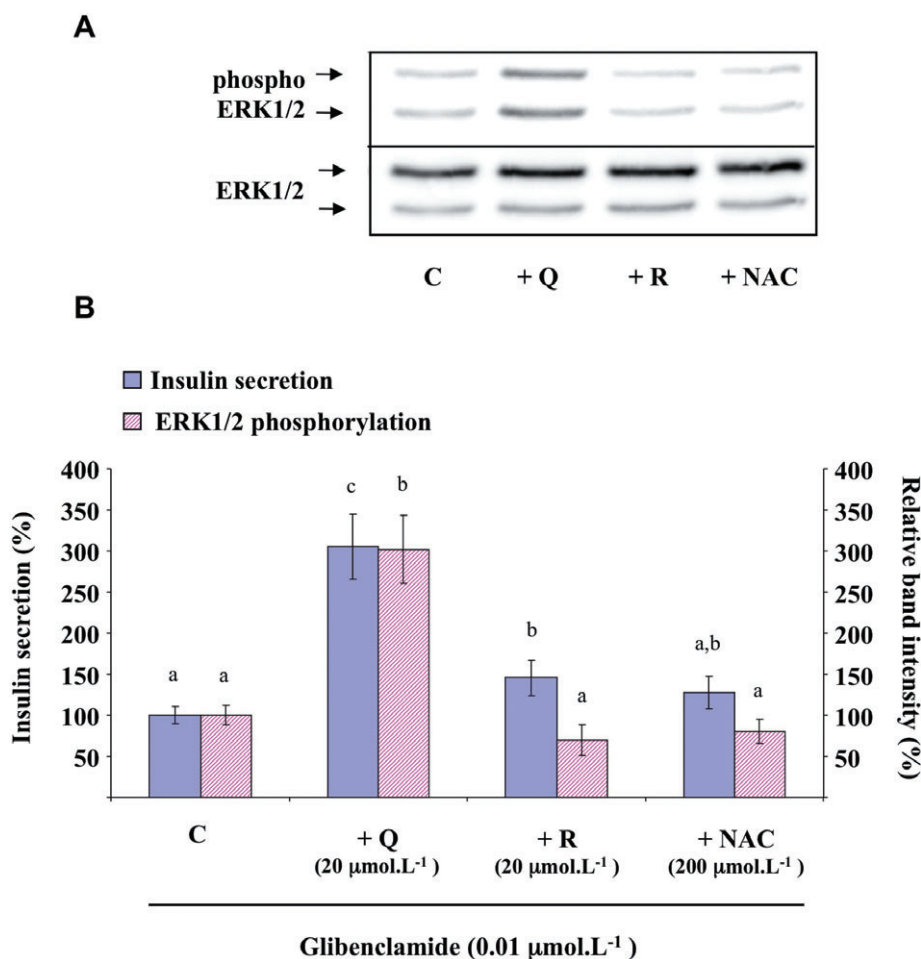 A
phospho
ERK1/2
ERK1/2
C + Q + R + NAC
B
Insulin secretion
ERK1/2 phosphorylation
Insulin secretion (%)
400
350
300
250
200
150
100
50
a a
c b
b a
a,b a
400
350
300
250
200
150
100
50
Relative band
intensity (%)
C + Q + R + NAC
(20 µmol.L⁻¹ ) (20 µmol.L⁻¹ ) (200 µmol.L⁻¹ )
Glibenclamide (0.01 µmol.L⁻¹ )